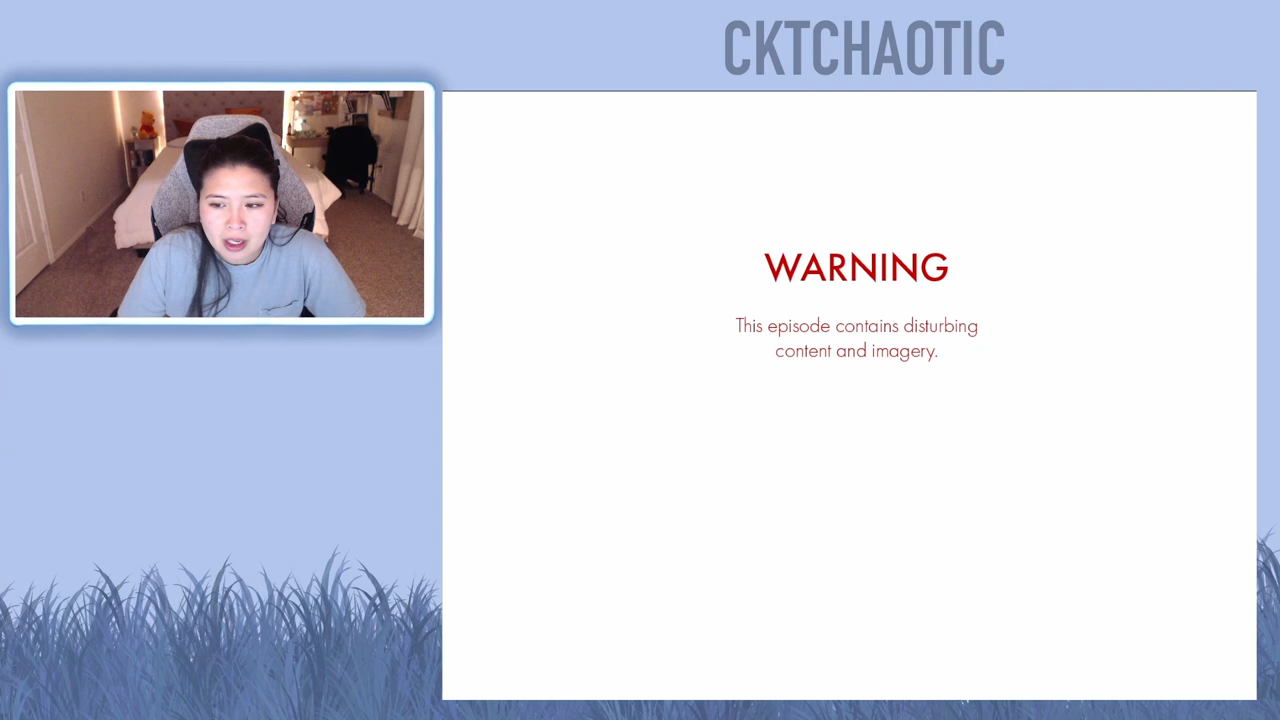 CKTCHAOTIC
WARNING
This episode contains disturbing
content and imagery.